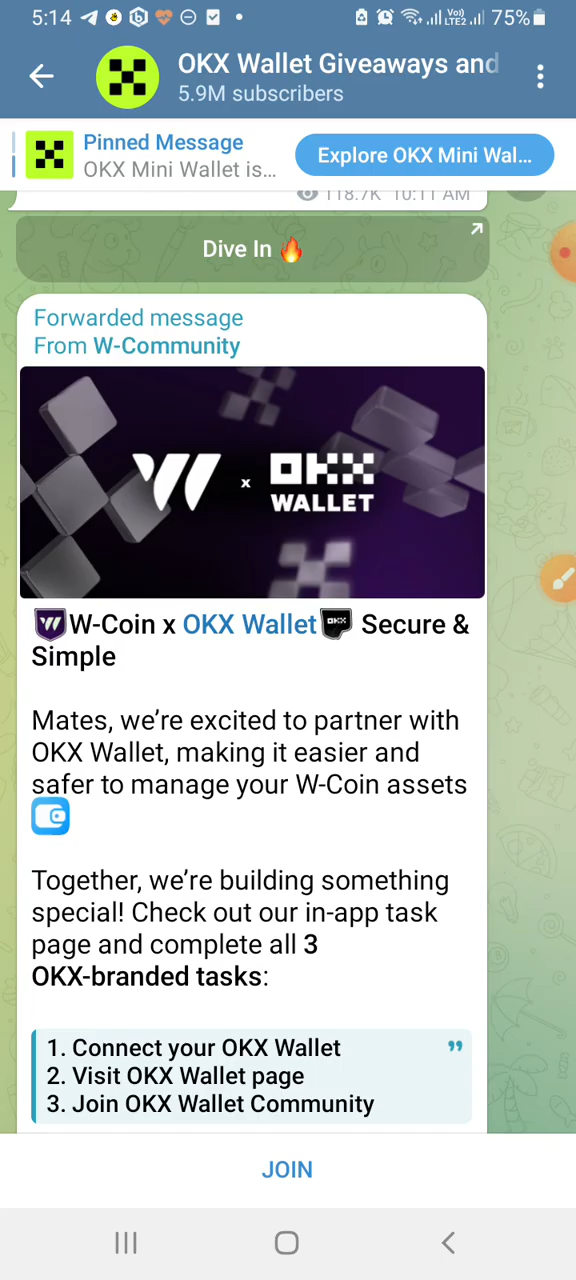 5:14
Vo)) LTE2 75%
OKX Wallet Giveaways and
5.9M subscribers
Pinned Message
OKX Mini Wallet is...
Explore OKX Mini Wal...
118.7K 10:11 AM
Dive In 🔥
Forwarded message
From W-Community
W x OKX
WALLET
W-Coin x OKX Wallet Secure &
Simple
Mates, we’re excited to partner with
OKX Wallet, making it easier and
safer to manage your W-Coin assets
Together, we’re building something
special! Check out our in-app task
page and complete all 3
OKX-branded tasks:
1. Connect your OKX Wallet
2. Visit OKX Wallet page
3. Join OKX Wallet Community
JOIN